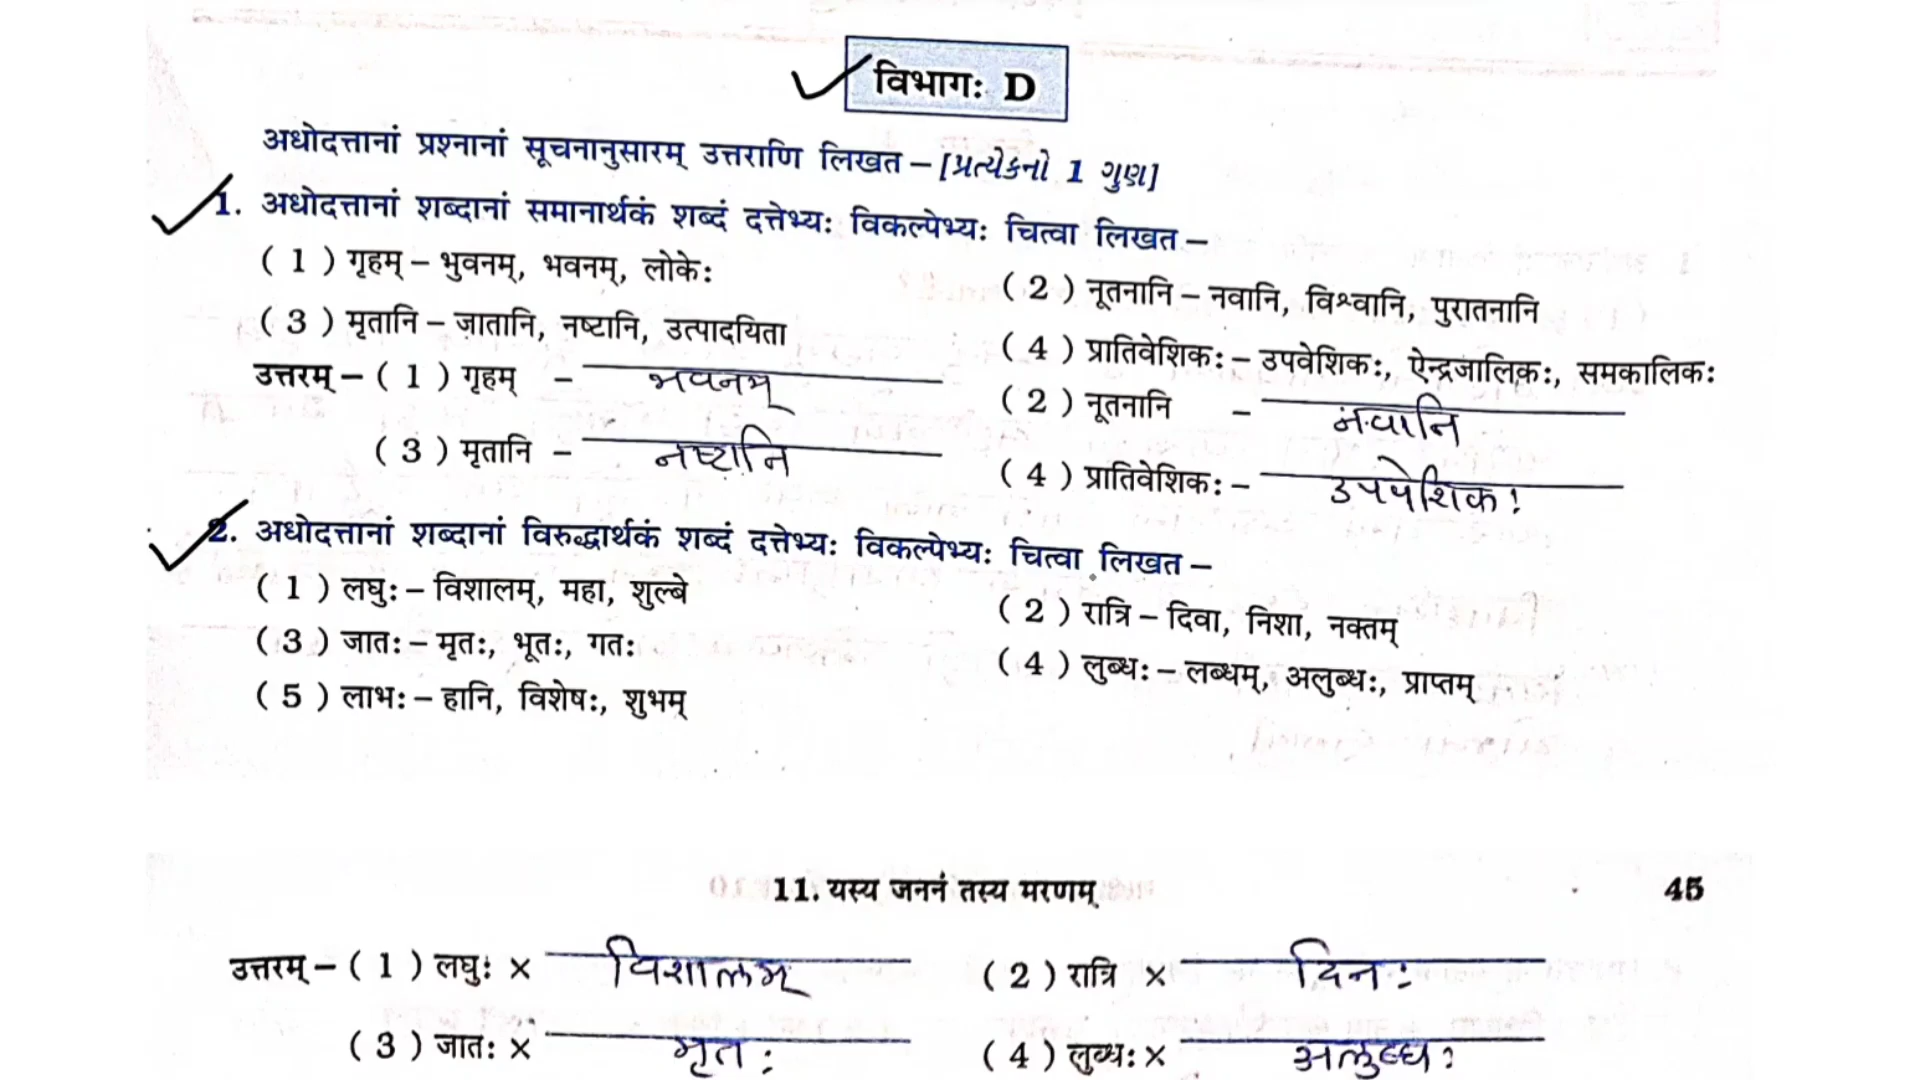 विभागः D
अधोदत्तानां प्रश्नानां सूचनानुसारम् उत्तराणि लिखत – [પ્રત્યેકનો 1 ગુણ]
1. अधोदत्तानां शब्दानां समानार्थकं शब्दं दत्तेभ्यः विकल्पेभ्यः चित्वा लिखत –
( 1 ) गृहम् – भुवनम्, भवनम्, लोकेः
( 2 ) नूतनानि – नवानि, विश्वानि, पुरातनानि
( 3 ) मृतानि – जातानि, नष्टानि, उत्पादयिता
( 4 ) प्रातिवेशिकः – उपवेशिकः, ऐन्द्रजालिकः, समकालिकः
उत्तरम् – ( 1 ) गृहम् – भवनम्
( 2 ) नूतनानि – नवानि
( 3 ) मृतानि – नष्टानि
( 4 ) प्रातिवेशिकः – उपवेशिकः
2. अधोदत्तानां शब्दानां विरुद्धार्थकं शब्दं दत्तेभ्यः विकल्पेभ्यः चित्वा लिखत –
( 1 ) लघुः – विशालम्, महा, शुल्बे
( 2 ) रात्रि – दिवा, निशा, नक्तम्
( 3 ) जातः – मृतः, भूतः, गतः
( 4 ) लुब्धः – लब्धम्, अलुब्धः, प्राप्तम्
( 5 ) लाभः – हानि, विशेषः, शुभम्
11. यस्य जननं तस्य मरणम्
45
उत्तरम् – ( 1 ) लघुः × विशालम्
( 2 ) रात्रि × दिनः
( 3 ) जातः × मृतः
( 4 ) लुब्धः × अलुब्धः